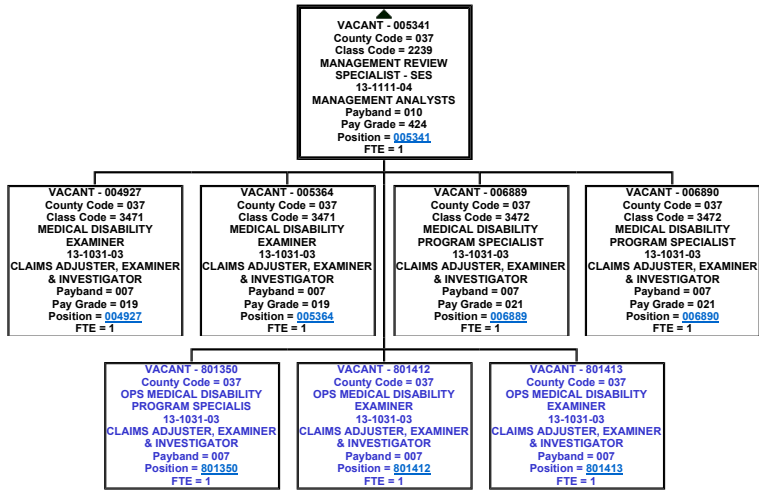 VACANT - 005341
County Code = 037
Class Code = 2239
MANAGEMENT REVIEW
SPECIALIST - SES
13-1111-04
MANAGEMENT ANALYSTS
Payband = 010
Pay Grade = 424
Position = 005341
FTE = 1
VACANT - 004927
County Code = 037
Class Code = 3471
MEDICAL DISABILITY
EXAMINER
13-1031-03
CLAIMS ADJUSTER, EXAMINER
& INVESTIGATOR
Payband = 007
Pay Grade = 019
Position = 004927
FTE = 1
VACANT - 005364
County Code = 037
Class Code = 3471
MEDICAL DISABILITY
EXAMINER
13-1031-03
CLAIMS ADJUSTER, EXAMINER
& INVESTIGATOR
Payband = 007
Pay Grade = 019
Position = 005364
FTE = 1
VACANT - 006889
County Code = 037
Class Code = 3472
MEDICAL DISABILITY
PROGRAM SPECIALIST
13-1031-03
CLAIMS ADJUSTER, EXAMINER
& INVESTIGATOR
Payband = 007
Pay Grade = 021
Position = 006889
FTE = 1
VACANT - 006890
County Code = 037
Class Code = 3472
MEDICAL DISABILITY
PROGRAM SPECIALIST
13-1031-03
CLAIMS ADJUSTER, EXAMINER
& INVESTIGATOR
Payband = 007
Pay Grade = 021
Position = 006890
FTE = 1
VACANT - 801350
County Code = 037
OPS MEDICAL DISABILITY
PROGRAM SPECIALIS
13-1031-03
CLAIMS ADJUSTER, EXAMINER
& INVESTIGATOR
Payband = 007
Position = 801350
FTE = 1
VACANT - 801412
County Code = 037
OPS MEDICAL DISABILITY
EXAMINER
13-1031-03
CLAIMS ADJUSTER, EXAMINER
& INVESTIGATOR
Payband = 007
Position = 801412
FTE = 1
VACANT - 801413
County Code = 037
OPS MEDICAL DISABILITY
EXAMINER
13-1031-03
CLAIMS ADJUSTER, EXAMINER
& INVESTIGATOR
Payband = 007
Position = 801413
FTE = 1